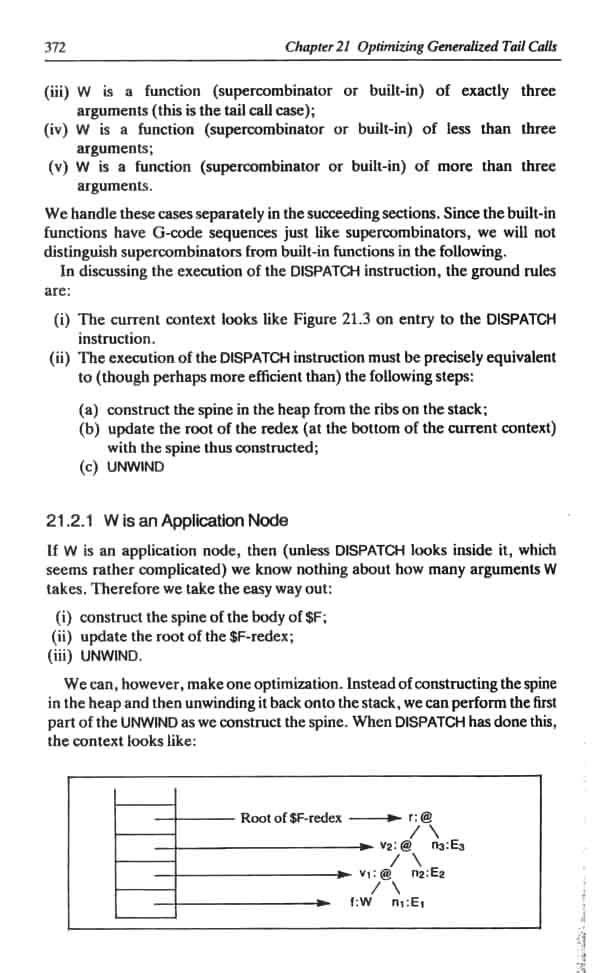 372 Chapter 21 Optimizing Generalized Tail Calls
(iii) W is a function (supercombinator or built-in) of exactly three
arguments (this is the tail call case);
(iv) W is a function (supercombinator or built-in) of less than three
arguments;
(v) W is a function (supercombinator or built-in) of more than three
arguments.
We handle these cases separately in the succeeding sections. Since the built-in
functions have G-code sequences just like supercombinators, we will not
distinguish supercombinators from built-in functions in the following.
In discussing the execution of the DISPATCH instruction, the ground rules
are:
(i) The current context looks like Figure 21.3 on entry to the DISPATCH
instruction.
(ii) The execution of the DISPATCH instruction must be precisely equivalent
to (though perhaps more efficient than) the following steps:
(a) construct the spine in the heap from the ribs on the stack;
(b) update the root of the redex (at the bottom of the current context)
with the spine thus constructed;
(c) UNWIND
21.2.1 W is an Application Node
If W is an application node, then (unless DISPATCH looks inside it, which
seems rather complicated) we know nothing about how many arguments W
takes. Therefore we take the easy way out:
(i) construct the spine of the body of $F;
(ii) update the root of the $F-redex;
(iii) UNWIND.
We can, however, make one optimization. Instead of constructing the spine
in the heap and then unwinding it back onto the stack, we can perform the first
part of the UNWIND as we construct the spine. When DISPATCH has done this,
the context looks like:
Root of $F-redex r:@
v2:@ n3:E3
v1:@ n2:E2
f:W n1:E1